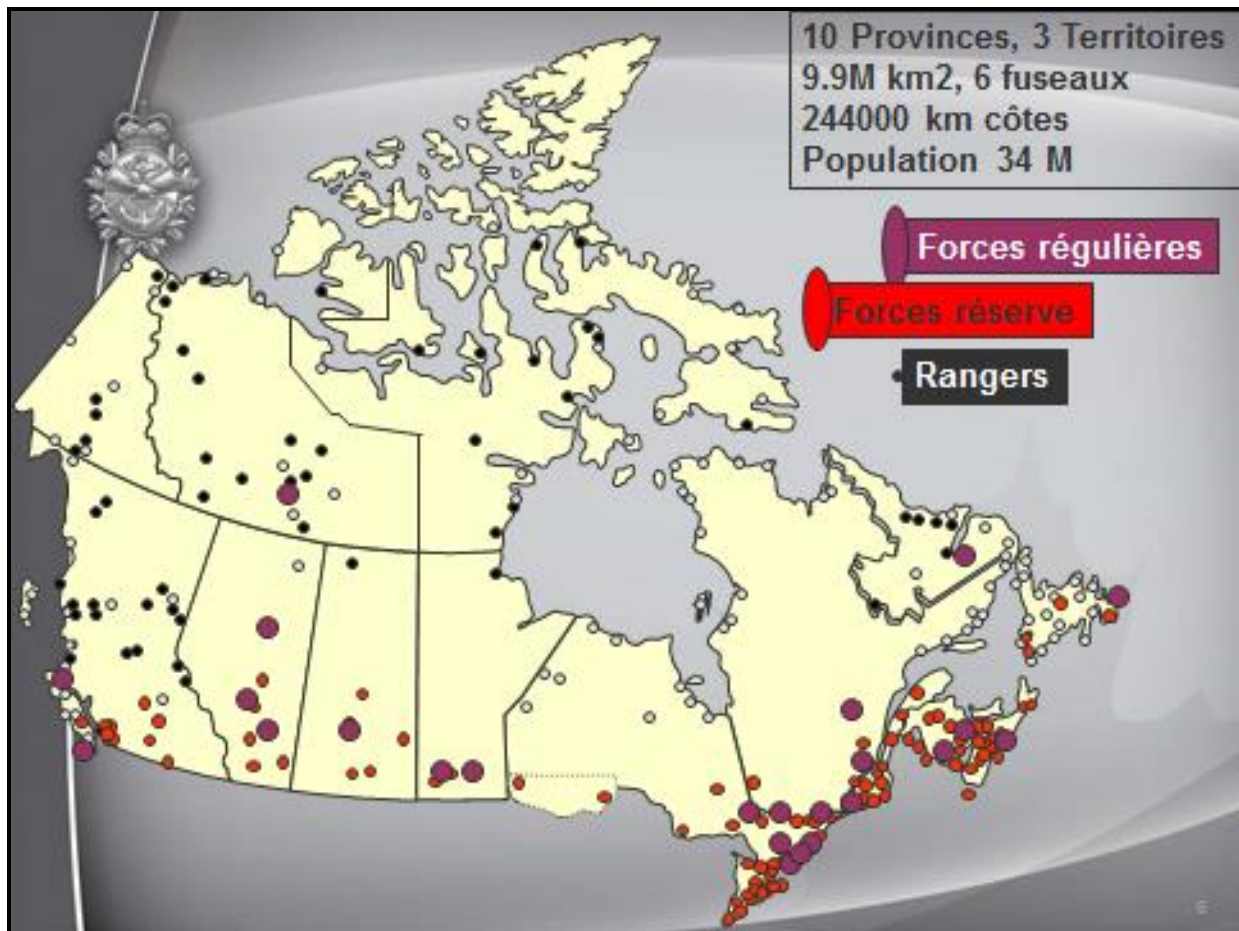 10 Provinces, 3 Territoires
9.9M km2, 6 fuseaux
244000 km côtes
Population 34 M
Forces régulières
Forces réserve
Rangers